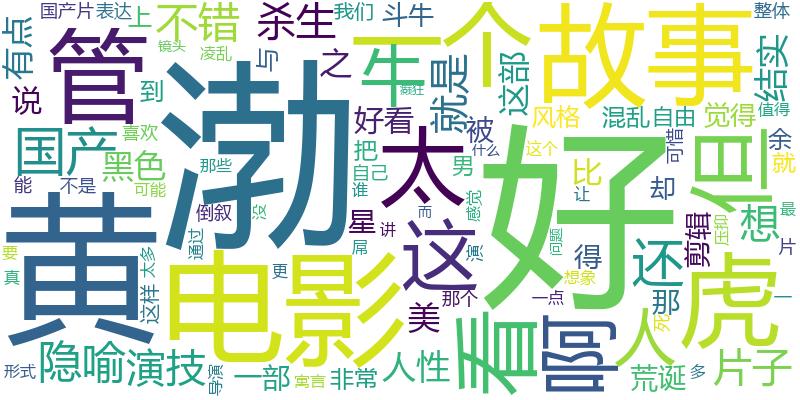 国产片
表达
上
不错
杀生
我们
斗牛
一个
故事
整体
有点
管
镜头
凌乱
与
之
牛
癫狂
就是
这部
结实
说
渤
到
好看
被
什么
风格
混乱
自由
觉得
值得
国产
喜欢
黑色
那些
把
太
自己
谁
男
好
比
这个
可惜
但
余
就
能
不是
可能
倒叙
没
星
讲
而
感觉
让
却
剪辑
压抑
想
最
黄
要
真
这样
太多
通过
电影
屌
更
这
美
那个
演
得
问题
想象
一点
还
那
虎
片
一
形式
隐喻
演技
导演
一部
寓言
非常
人性
看
啊
死
人
荒诞
多
片子